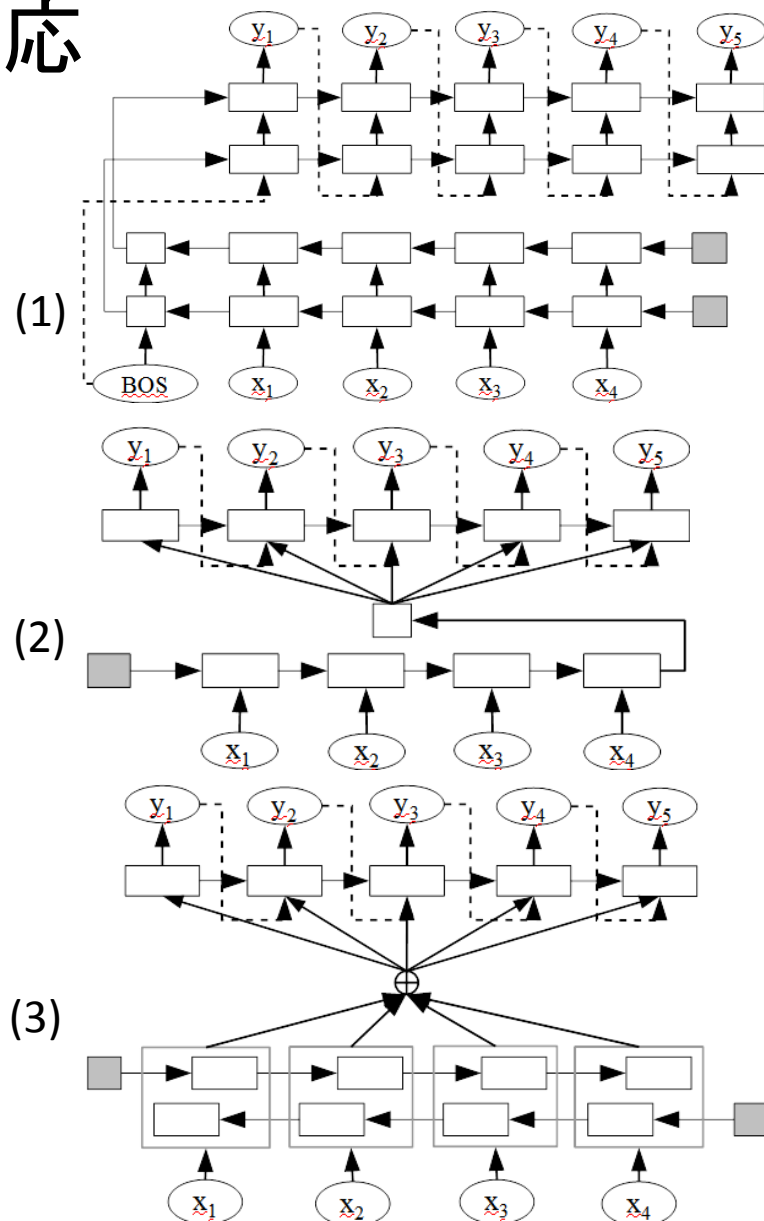 応
y1 y2 y3 y4 y5
(1)
BOS x1 x2 x3 x4
y1 y2 y3 y4 y5
(2)
x1 x2 x3 x4
y1 y2 y3 y4 y5
(3)
x1 x2 x3 x4